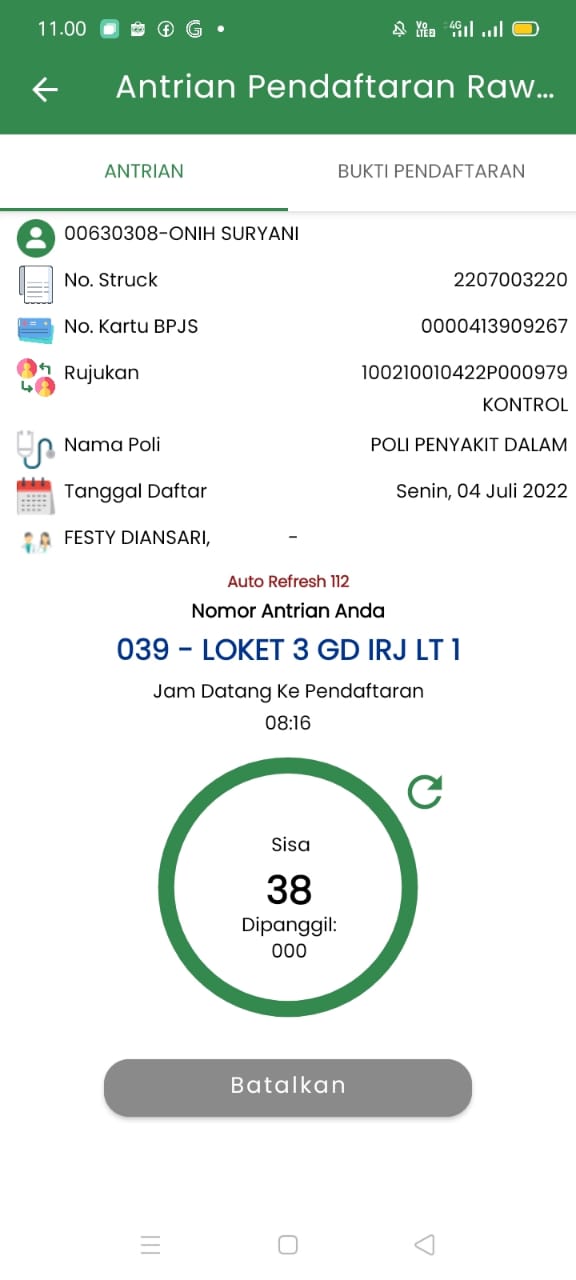 11.00
Antrian Pendaftaran Raw...
ANTRIAN BUKTI PENDAFTARAN
00630308-ONIH SURYANI
No. Struck 2207003220
No. Kartu BPJS 0000413909267
Rujukan 100210010422P000979
KONTROL
Nama Poli POLI PENYAKIT DALAM
Tanggal Daftar Senin, 04 Juli 2022
FESTY DIANSARI, -
Auto Refresh 112
Nomor Antrian Anda
039 - LOKET 3 GD IRJ LT 1
Jam Datang Ke Pendaftaran
08:16
Sisa
38
Dipanggil:
000
Batalkan